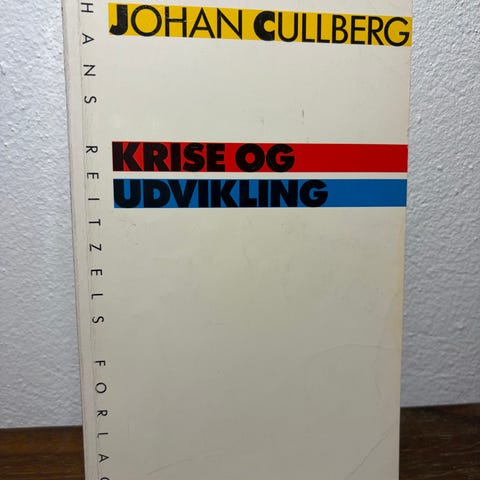 JOHAN CULLBERG
KRISE OG
UDVIKLING
HANS REITZELS FORLAG